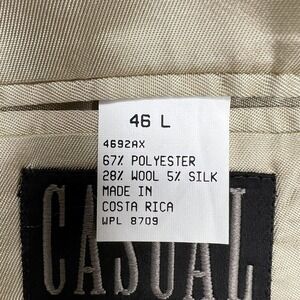 46 L
4692AX
67% POLYESTER
28% WOOL 5% SILK
MADE IN
COSTA RICA
WPL 8709
CASUAL